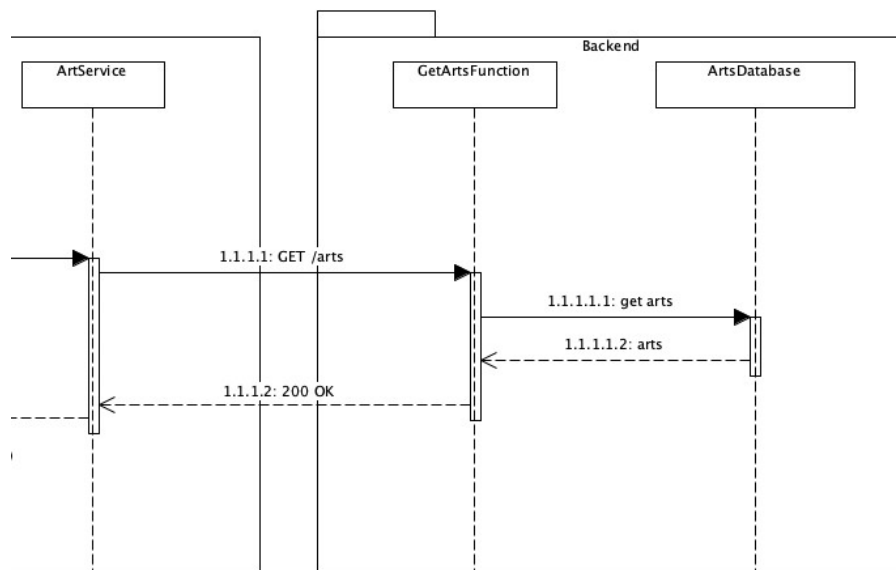 Backend
ArtService
GetArtsFunction
ArtsDatabase
1.1.1.1: GET /arts
1.1.1.1.1: get arts
1.1.1.1.2: arts
1.1.1.2: 200 OK